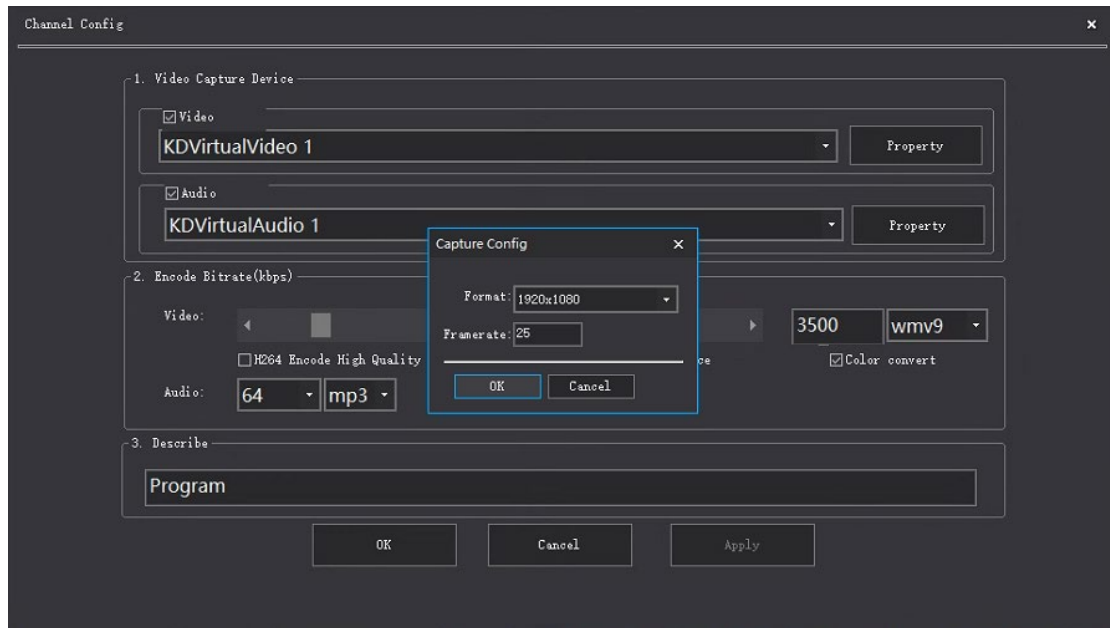 Channel Config
1. Video Capture Device
Video
KDVirtualVideo 1
Property
Audio
KDVirtualAudio 1
Property
Capture Config
Format: 1920x1080
Framerate: 25
OK Cancel
2. Encode Bitrate(kbps)
Video: 3500 wmv9
H264 Encode High Quality
Color convert
Audio: 64 mp3
3. Describe
Program
OK Cancel Apply